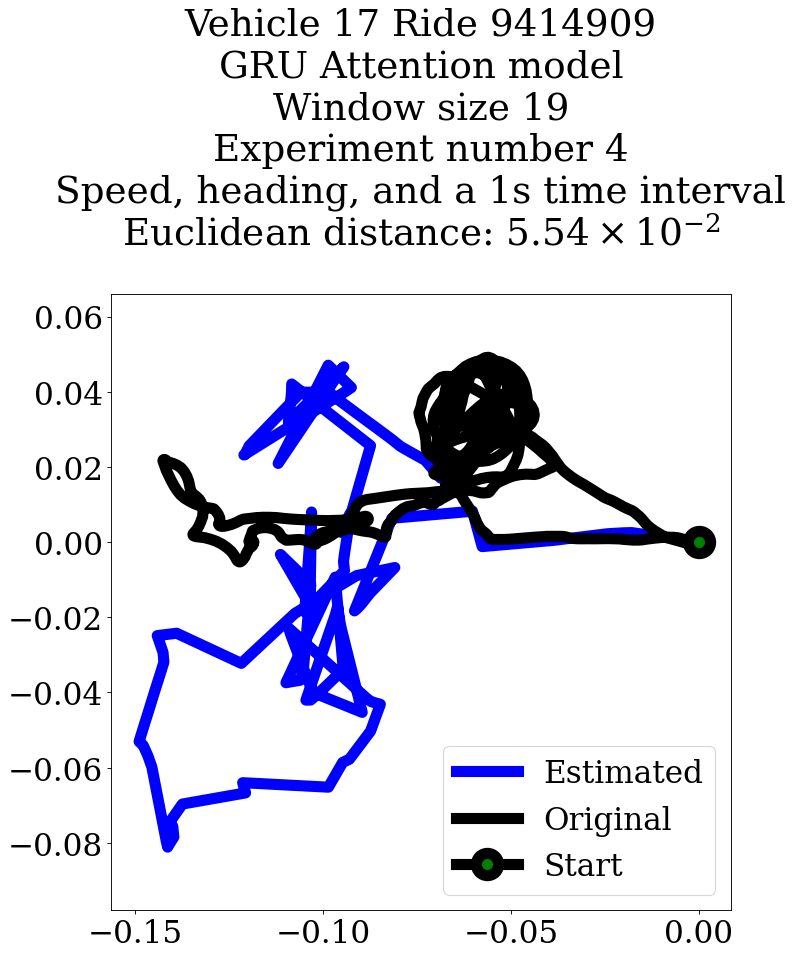 Vehicle 17 Ride 9414909
GRU Attention model
Window size 19
Experiment number 4
Speed, heading, and a 1s time interval
Euclidean distance: 5.54 × 10⁻²
0.06
0.04
0.02
0.00
−0.02
−0.04
−0.06
−0.08
Estimated
Original
Start
−0.15
−0.10
−0.05
0.00